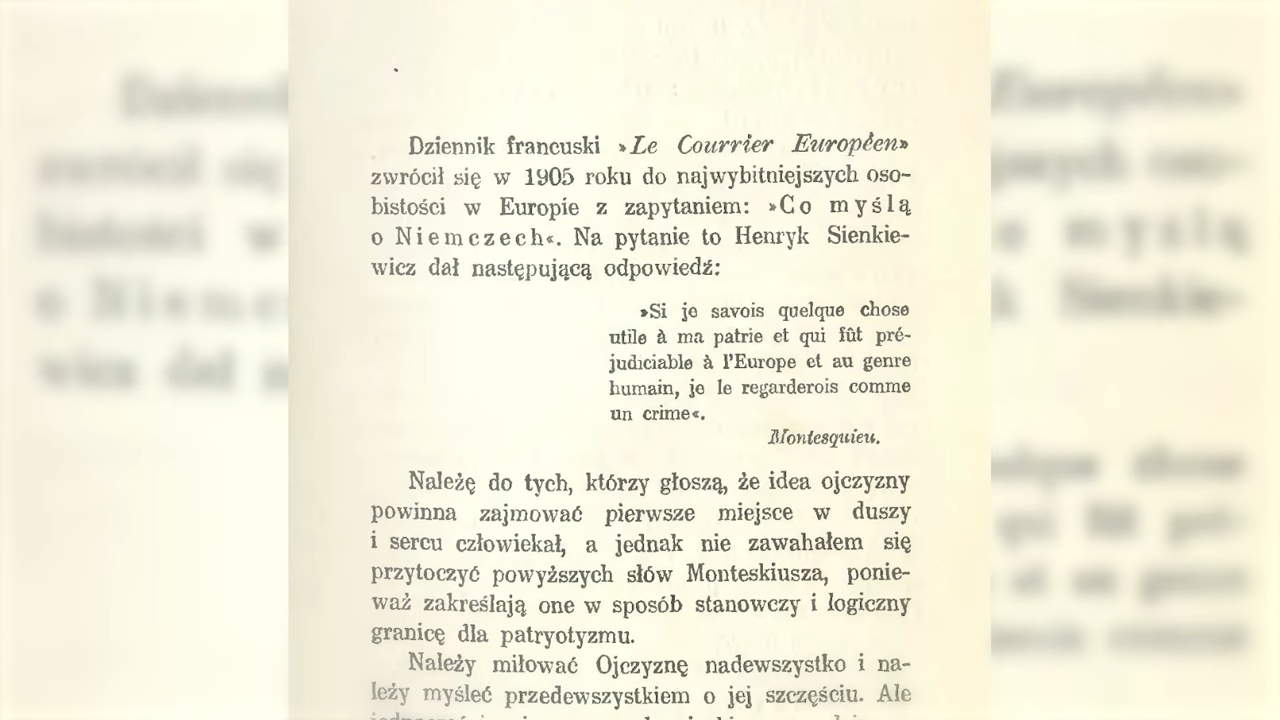 Dziennik francuski »Le Courrier Européen»
zwrócił się w 1905 roku do najwybitniejszych oso-
bistości w Europie z zapytaniem: »Co myślą
o Niemczech«. Na pytanie to Henryk Sienkie-
wicz dał następującą odpowiedź:
»Si je savois quelque chose
utile à ma patrie et qui fût pré-
judiciable à l'Europe et au genre
humain, je le regarderois comme
un crime«.
Montesquieu.
Należę do tych, którzy głoszą, że idea ojczyzny
powinna zajmować pierwsze miejsce w duszy
i sercu człowiekał, a jednak nie zawahałem się
przytoczyć powyższych słów Monteskiusza, ponie-
waż zakreślają one w sposób stanowczy i logiczny
granicę dla patryotyzmu.
Należy miłować Ojczyznę nadewszystko i na-
leży myśleć przedewszystkiem o jej szczęściu. Ale